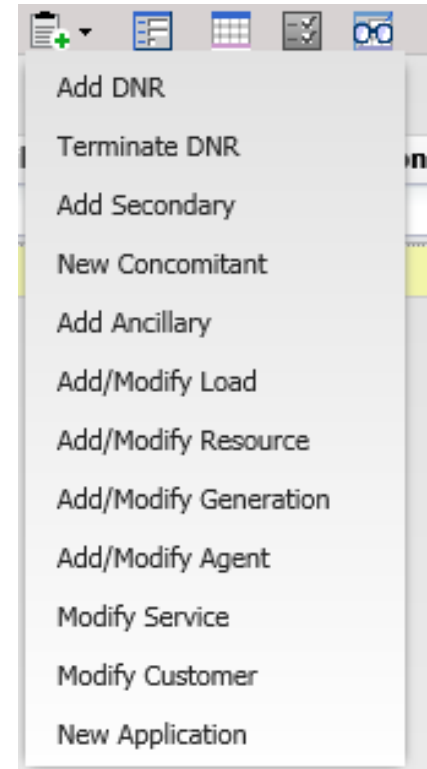 Add DNR
Terminate DNR
Add Secondary
New Concomitant
Add Ancillary
Add/Modify Load
Add/Modify Resource
Add/Modify Generation
Add/Modify Agent
Modify Service
Modify Customer
New Application